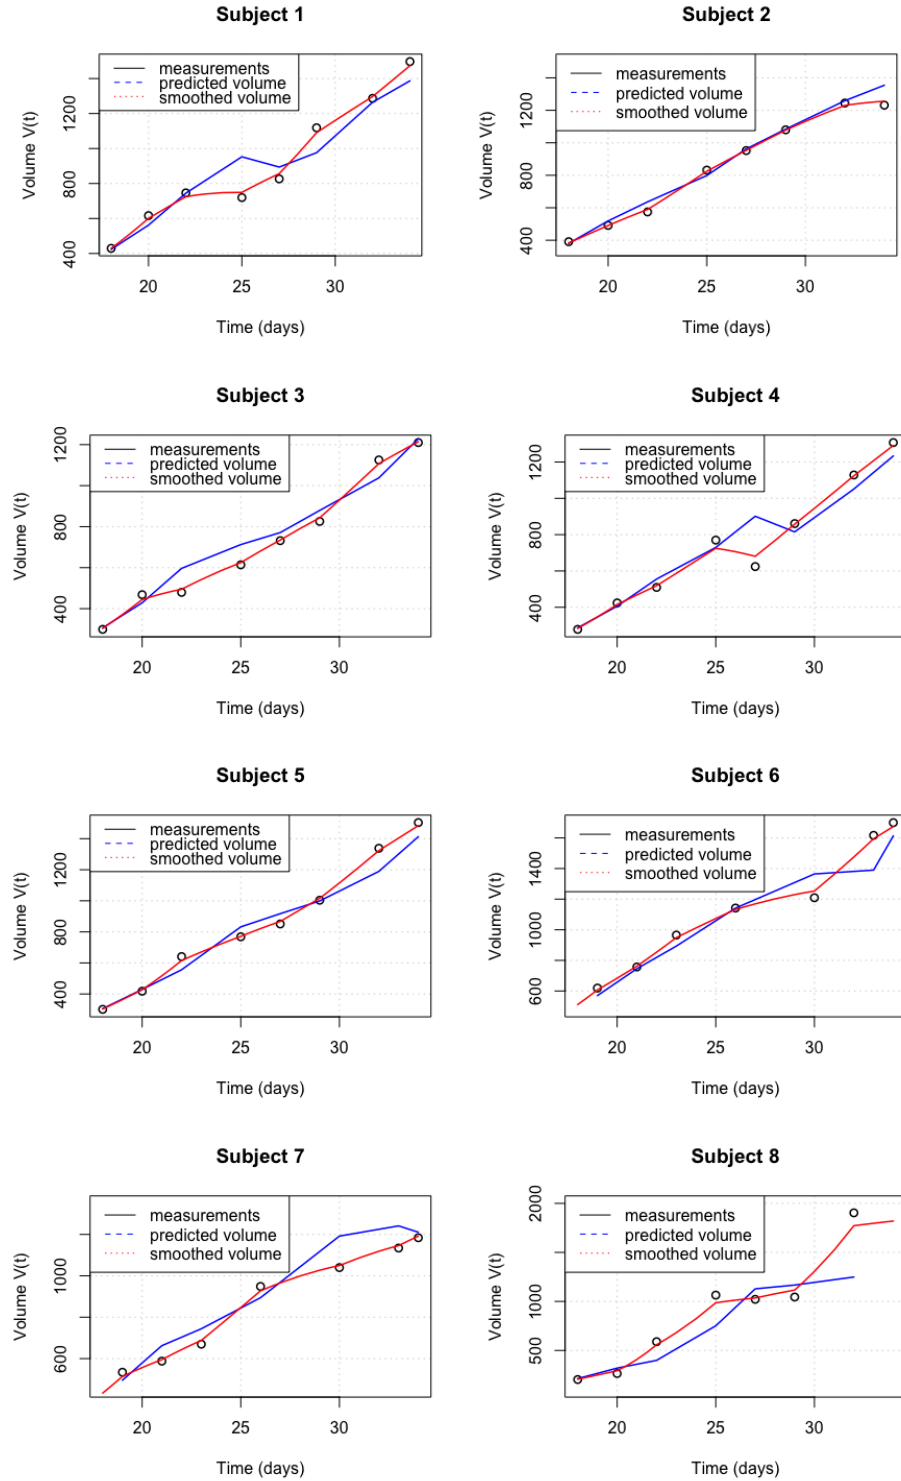 Subject 1
measurements
predicted volume
smoothed volume
Volume V(t)
400 800 1200
20 25 30
Time (days)
Subject 2
measurements
predicted volume
smoothed volume
Volume V(t)
400 800 1200
20 25 30
Time (days)
Subject 3
measurements
predicted volume
smoothed volume
Volume V(t)
400 800 1200
20 25 30
Time (days)
Subject 4
measurements
predicted volume
smoothed volume
Volume V(t)
400 800 1200
20 25 30
Time (days)
Subject 5
measurements
predicted volume
smoothed volume
Volume V(t)
400 800 1200
20 25 30
Time (days)
Subject 6
measurements
predicted volume
smoothed volume
Volume V(t)
600 1000 1400
20 25 30
Time (days)
Subject 7
measurements
predicted volume
smoothed volume
Volume V(t)
600 1000
20 25 30
Time (days)
Subject 8
measurements
predicted volume
smoothed volume
Volume V(t)
500 1000 2000
20 25 30
Time (days)